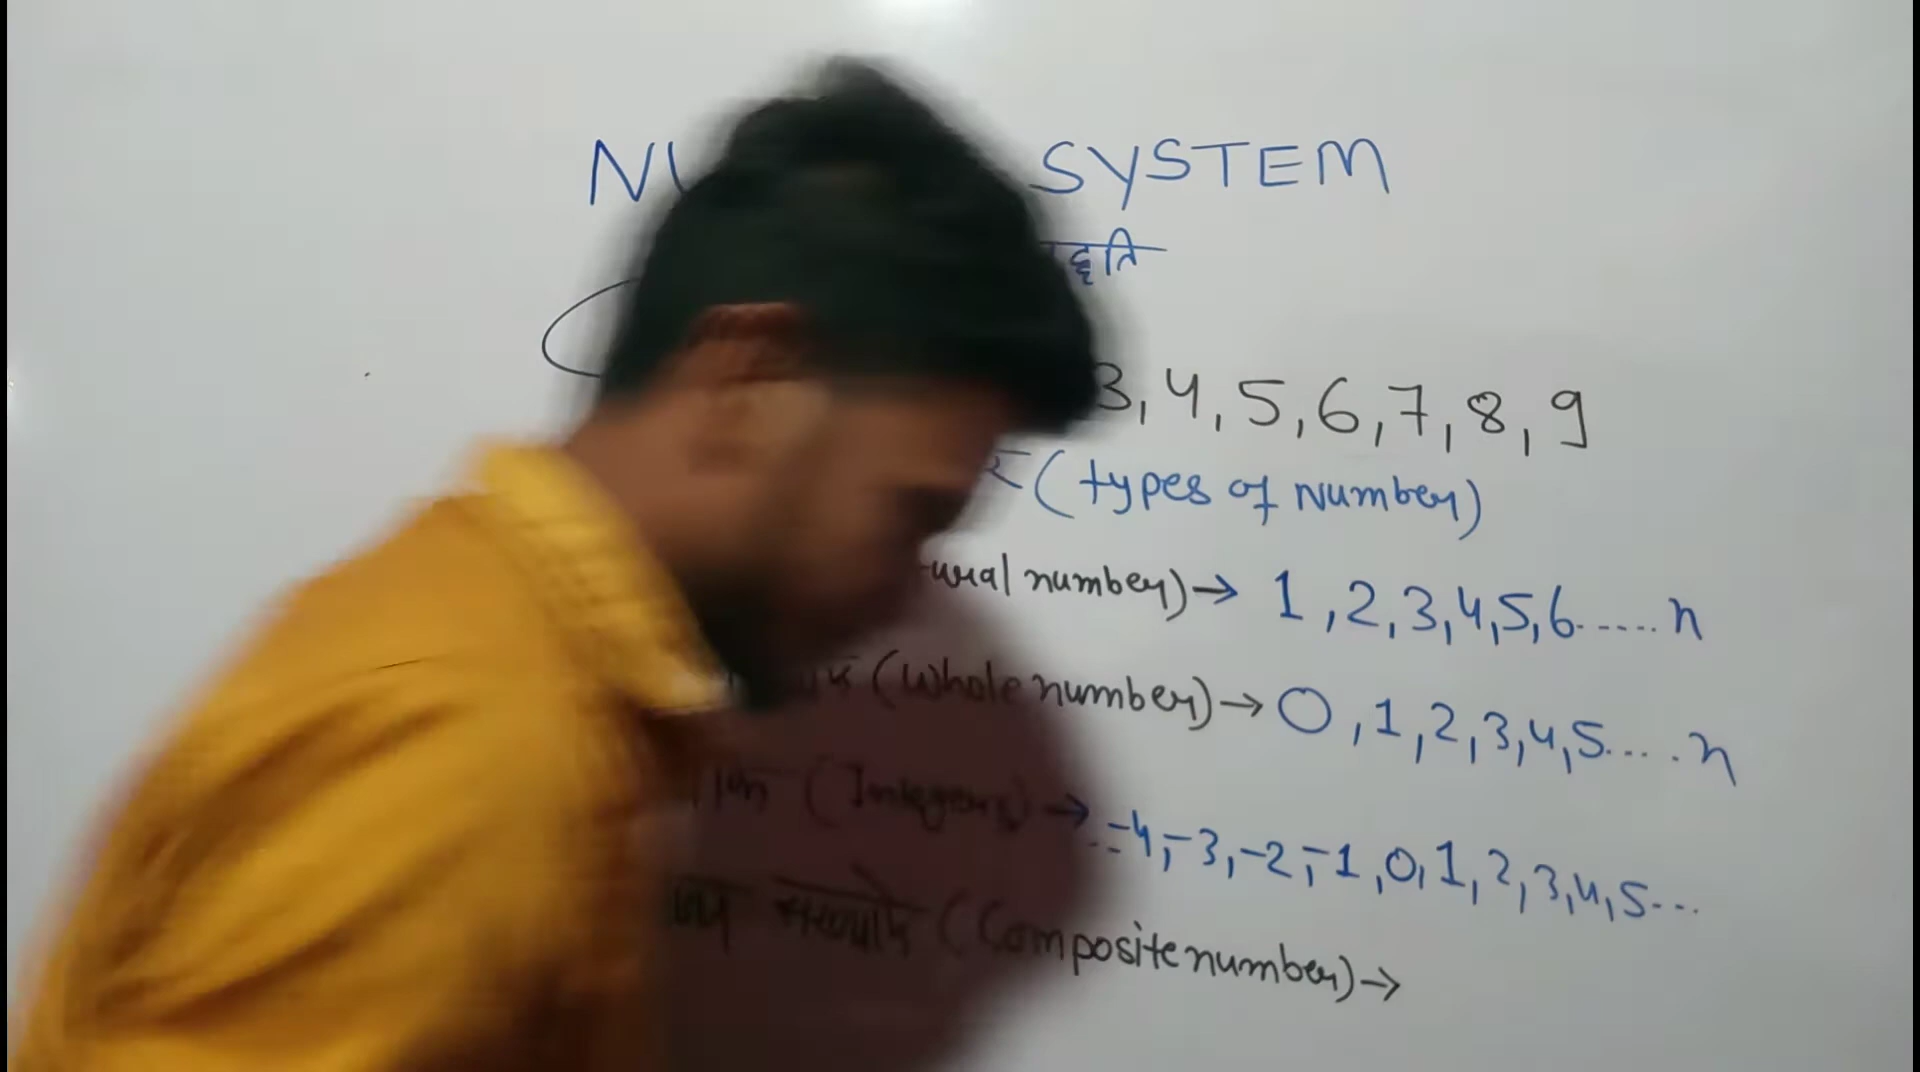 SYSTEM
3, 4, 5, 6, 7, 8, 9
(types of Number)
number) → 1, 2, 3, 4, 5, 6 ..... n
(Whole number) → 0, 1, 2, 3, 4, 5 .... n
(Integers) → .. -4, -3, -2, -1, 0, 1, 2, 3, 4, 5 ...
(Composite number) →